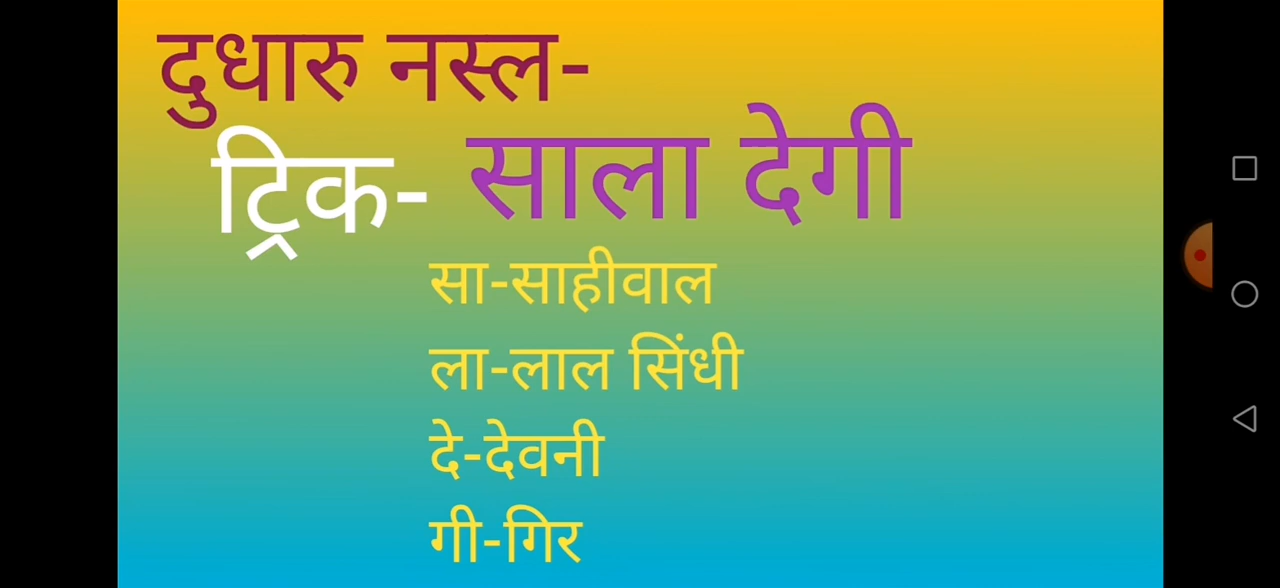 दुधारु नस्ल-
ट्रिक- साला देगी
सा-साहीवाल
ला-लाल सिंधी
दे-देवनी
गी-गिर